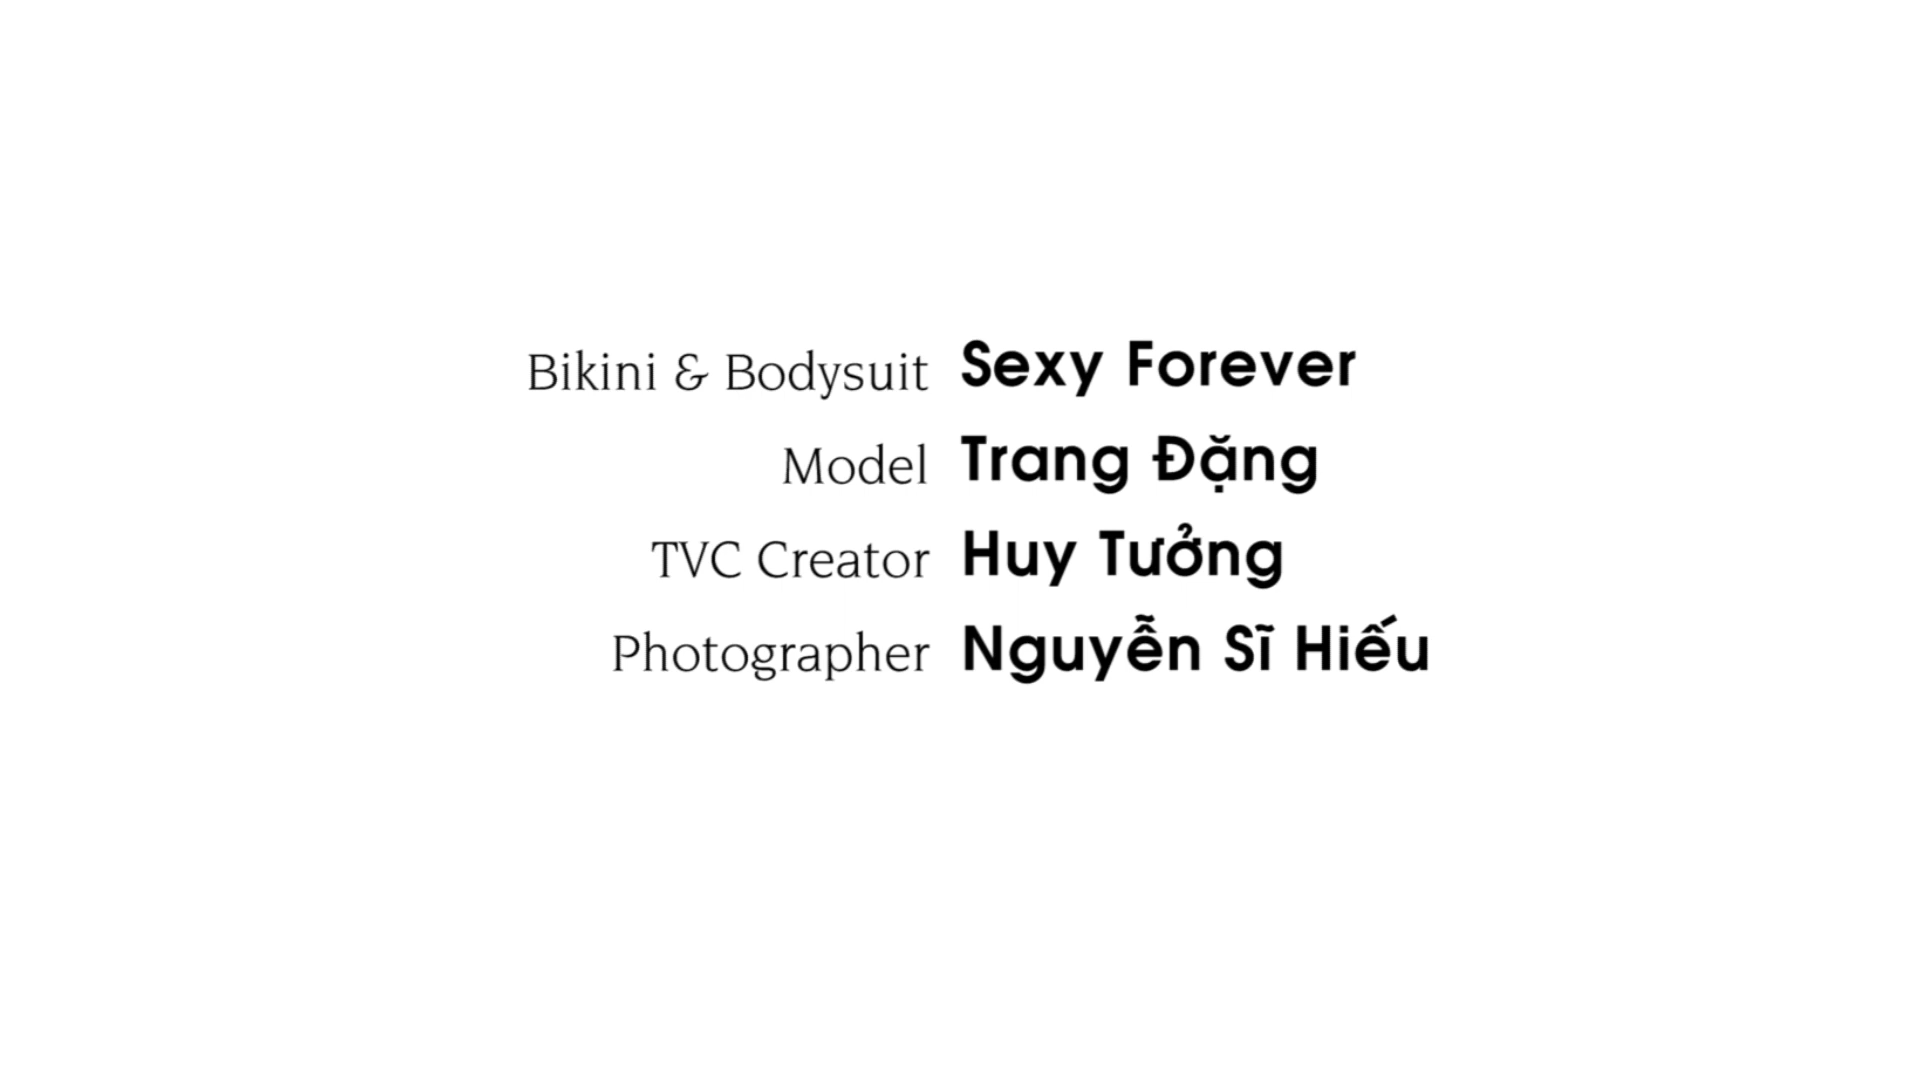 Bikini & Bodysuit Sexy Forever
Model Trang Đặng
TVC Creator Huy Tưởng
Photographer Nguyễn Sĩ Hiếu